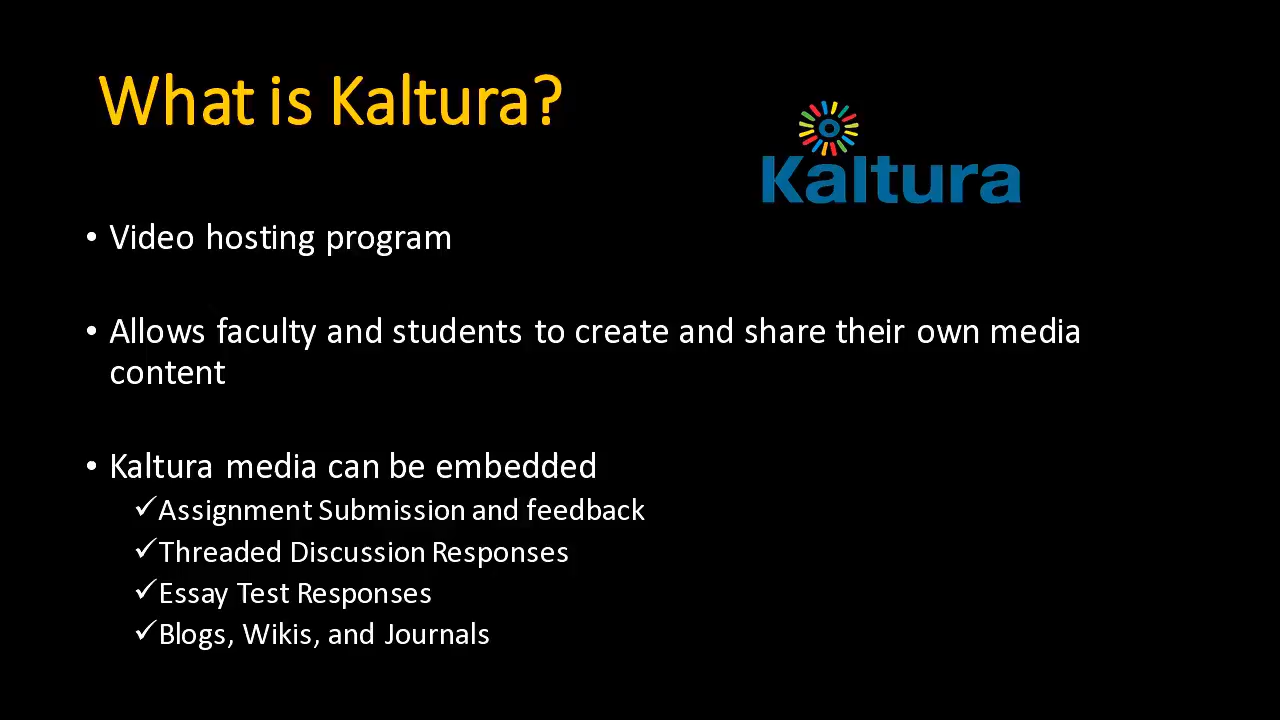 What is Kaltura?
Kaltura
• Video hosting program
• Allows faculty and students to create and share their own media
content
• Kaltura media can be embedded
✓Assignment Submission and feedback
✓Threaded Discussion Responses
✓Essay Test Responses
✓Blogs, Wikis, and Journals